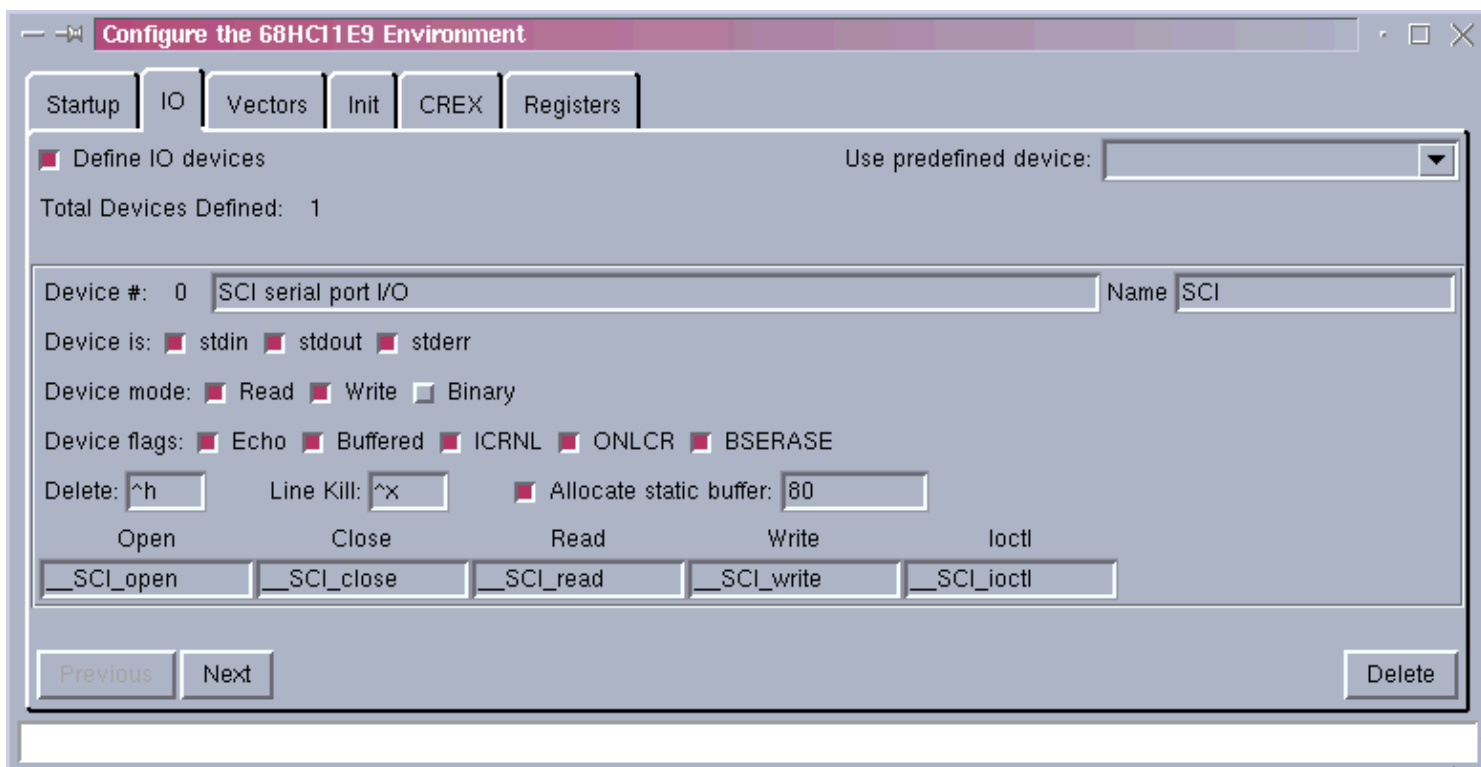 Configure the 68HC11E9 Environment
Startup IO Vectors Init CREX Registers
Define IO devices Use predefined device:
Total Devices Defined: 1
Device #: 0 SCI serial port I/O Name SCI
Device is: stdin stdout stderr
Device mode: Read Write Binary
Device flags: Echo Buffered ICRNL ONLCR BSERASE
Delete: ^h Line Kill: ^x Allocate static buffer: 80
Open Close Read Write Ioctl
__SCI_open __SCI_close __SCI_read __SCI_write __SCI_ioctl
Previous Next Delete